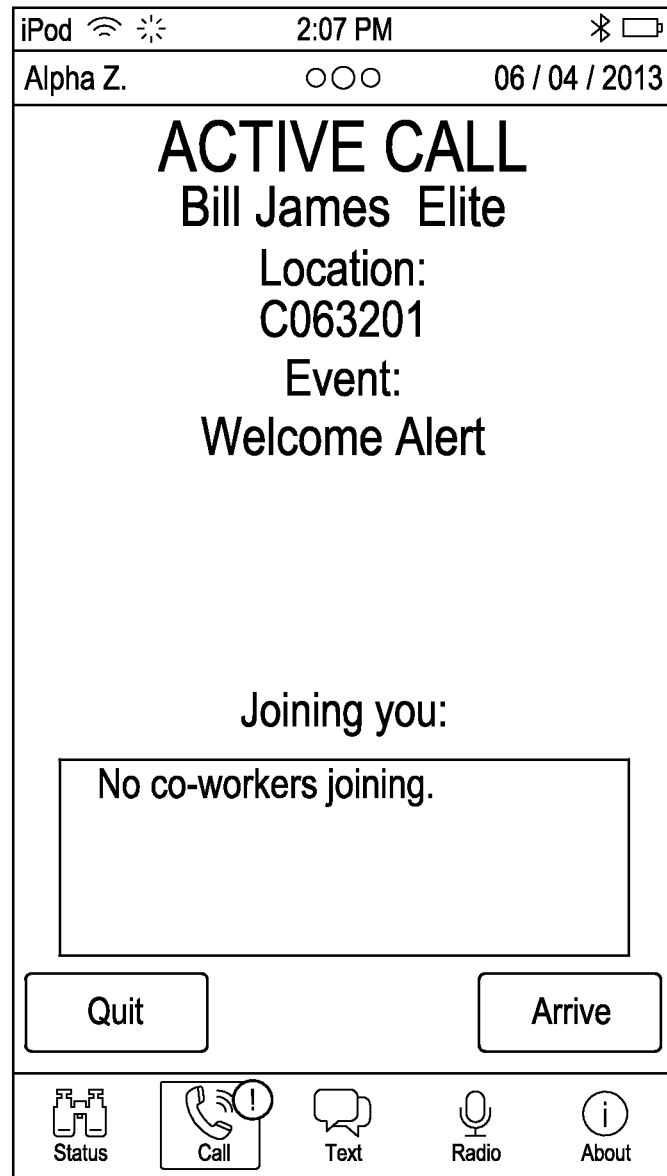 iPod 2:07 PM
Alpha Z. 06 / 04 / 2013
ACTIVE CALL
Bill James Elite
Location:
C063201
Event:
Welcome Alert
Joining you:
No co-workers joining.
Quit Arrive
!
i
Status Call Text Radio About